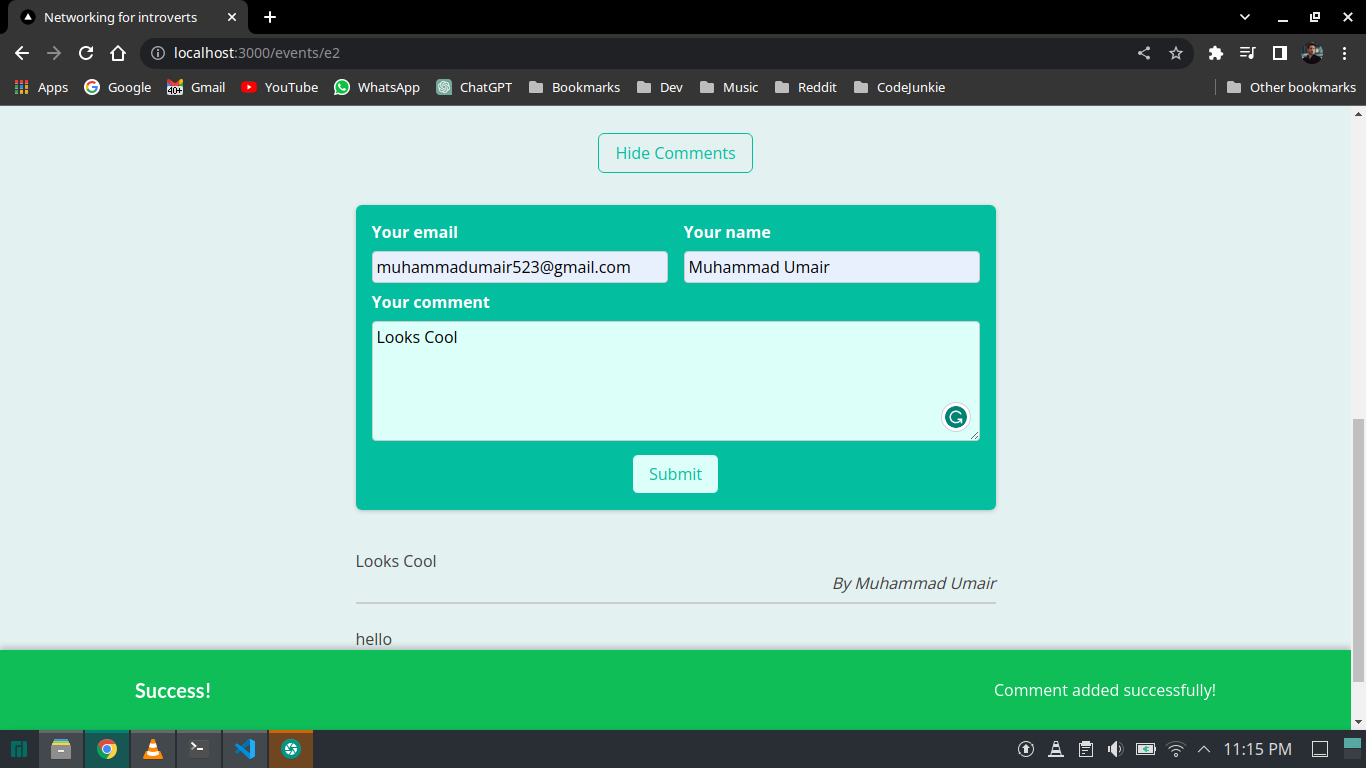 Networking for introverts
localhost:3000/events/e2
Apps Google 40+ Gmail YouTube WhatsApp ChatGPT Bookmarks Dev Music Reddit CodeJunkie Other bookmarks
Hide Comments
Your email Your name
muhammadumair523@gmail.com Muhammad Umair
Your comment
Looks Cool
Submit
Looks Cool
By Muhammad Umair
hello
Success! Comment added successfully!
11:15 PM